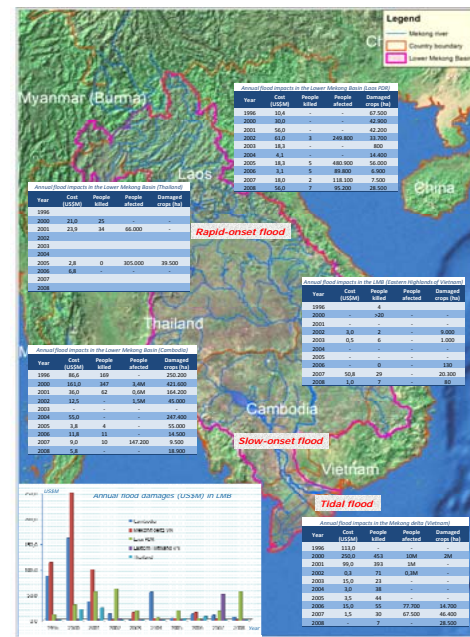 Legend
Mekong river
Country boundary
Lower Mekong Basin
Myanmar (Burma)
Annual flood impacts in the Lower Mekong Basin (Laos PDR)
Year Cost (US$M) People killed People affected Damaged crops (ha)
1996 10,4 - - 67.500
2000 30,0 - - 42.900
2001 56,0 - - 42.200
2002 61,0 3 249.800 33.700
2003 18,3 - - 800
2004 4,1 - - 14.400
2005 18,3 5 480.900 56.000
2006 3,1 5 89.800 6.900
2007 18,0 2 118.100 7.500
2008 56,0 7 95.200 28.500
Laos
China
Annual flood impacts in the Lower Mekong Basin (Thailand)
Year Cost (US$M) People killed People affected Damaged crops (ha)
1996
2000 21,0 25 - -
2001 23,9 34 66.000 -
2002
2003
2004
2005 2,8 0 305.000 39.500
2006 6,8 - - -
2007
2008
Rapid-onset flood
Annual flood impacts in the LMB (Eastern Highlands of Vietnam)
Year Cost (US$M) People killed People affected Damaged crops (ha)
1996 - 4 - -
2000 - >20 - -
2001 - - - -
2002 3,0 2 - 9.000
2003 0,5 6 - 1.000
2004 - - - -
2005 - - - -
2006 - 0 - 130
2007 50,8 29 - 20.300
2008 1,0 7 - 80
Thailand
Annual flood impacts in the Lower Mekong Basin (Cambodia)
Year Cost (US$M) People killed People affected Damaged crops (ha)
1996 86,6 169 - 250.200
2000 161,0 347 3,4M 421.600
2001 36,0 62 0,6M 164.200
2002 12,5 - 1,5M 45.000
2003 - - - -
2004 55,0 - - 247.400
2005 3,8 4 - 55.000
2006 11,8 11 - 14.500
2007 9,0 10 147.200 9.500
2008 5,8 - - 18.900
Cambodia
Slow-onset flood
Vietnam
Tidal flood
US$M
Annual flood damages (US$M) in LMB
Cambodia
Lao PDR
Thailand
1996 2000 2001 2002 2003 2004 2005 2006 2007 2008 Year
Annual flood impacts in the Mekong delta (Vietnam)
Year Cost (US$M) People killed People affected Damaged crops (ha)
1996 113,0 - - -
2000 250,0 453 10M 2M
2001 99,0 393 1M -
2002 0,3 71 0,3M -
2003 15,0 23 - -
2004 3,0 38 - -
2005 3,5 44 - -
2006 15,0 55 77.700 14.700
2007 1,5 30 67.500 46.400
2008 - 7 - 28.500